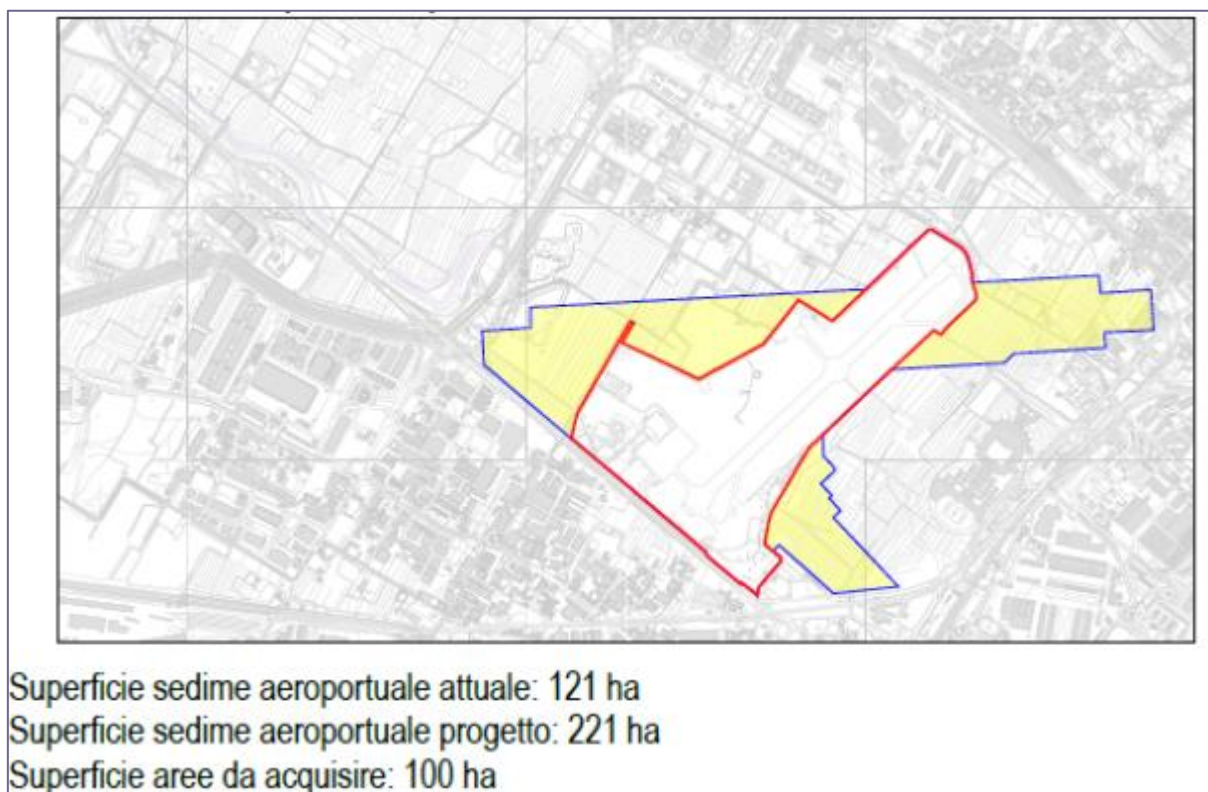 Superficie sedime aeroportuale attuale: 121 ha
Superficie sedime aeroportuale progetto: 221 ha
Superficie aree da acquisire: 100 ha